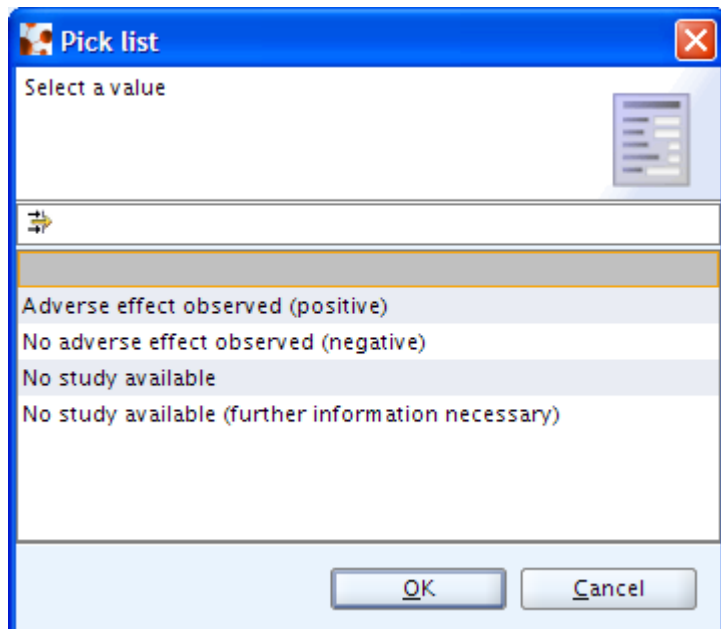 Pick list
Select a value
Adverse effect observed (positive)
No adverse effect observed (negative)
No study available
No study available (further information necessary)
OK
Cancel